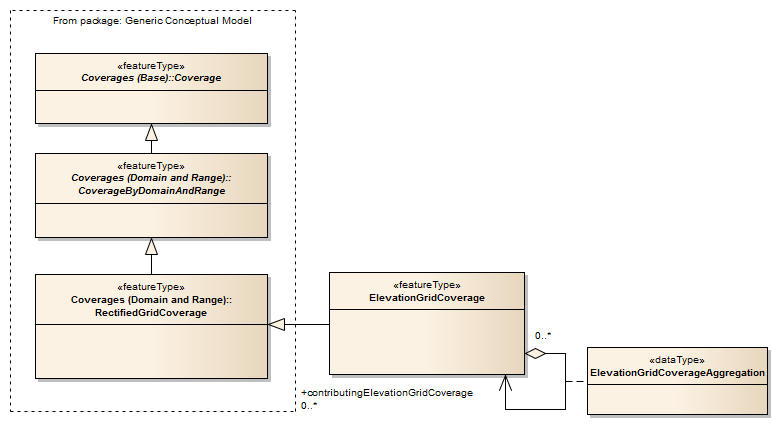 From package: Generic Conceptual Model
«featureType»
Coverages (Base)::Coverage
«featureType»
Coverages (Domain and Range)::
CoverageByDomainAndRange
«featureType»
Coverages (Domain and Range)::
RectifiedGridCoverage
«featureType»
ElevationGridCoverage
0..*
«dataType»
ElevationGridCoverageAggregation
+contributingElevationGridCoverage
0..*